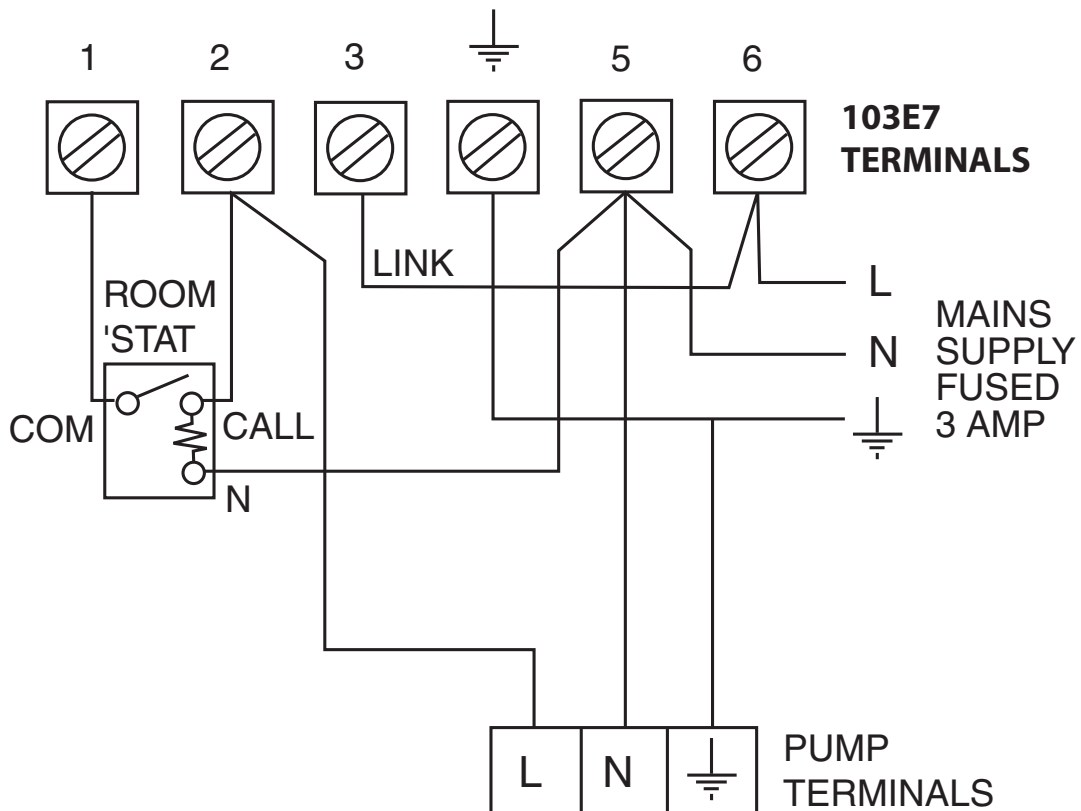 1 2 3 5 6
103E7
TERMINALS
LINK
ROOM
'STAT
COM
CALL
N
L
N
MAINS
SUPPLY
FUSED
3 AMP
L N
PUMP
TERMINALS